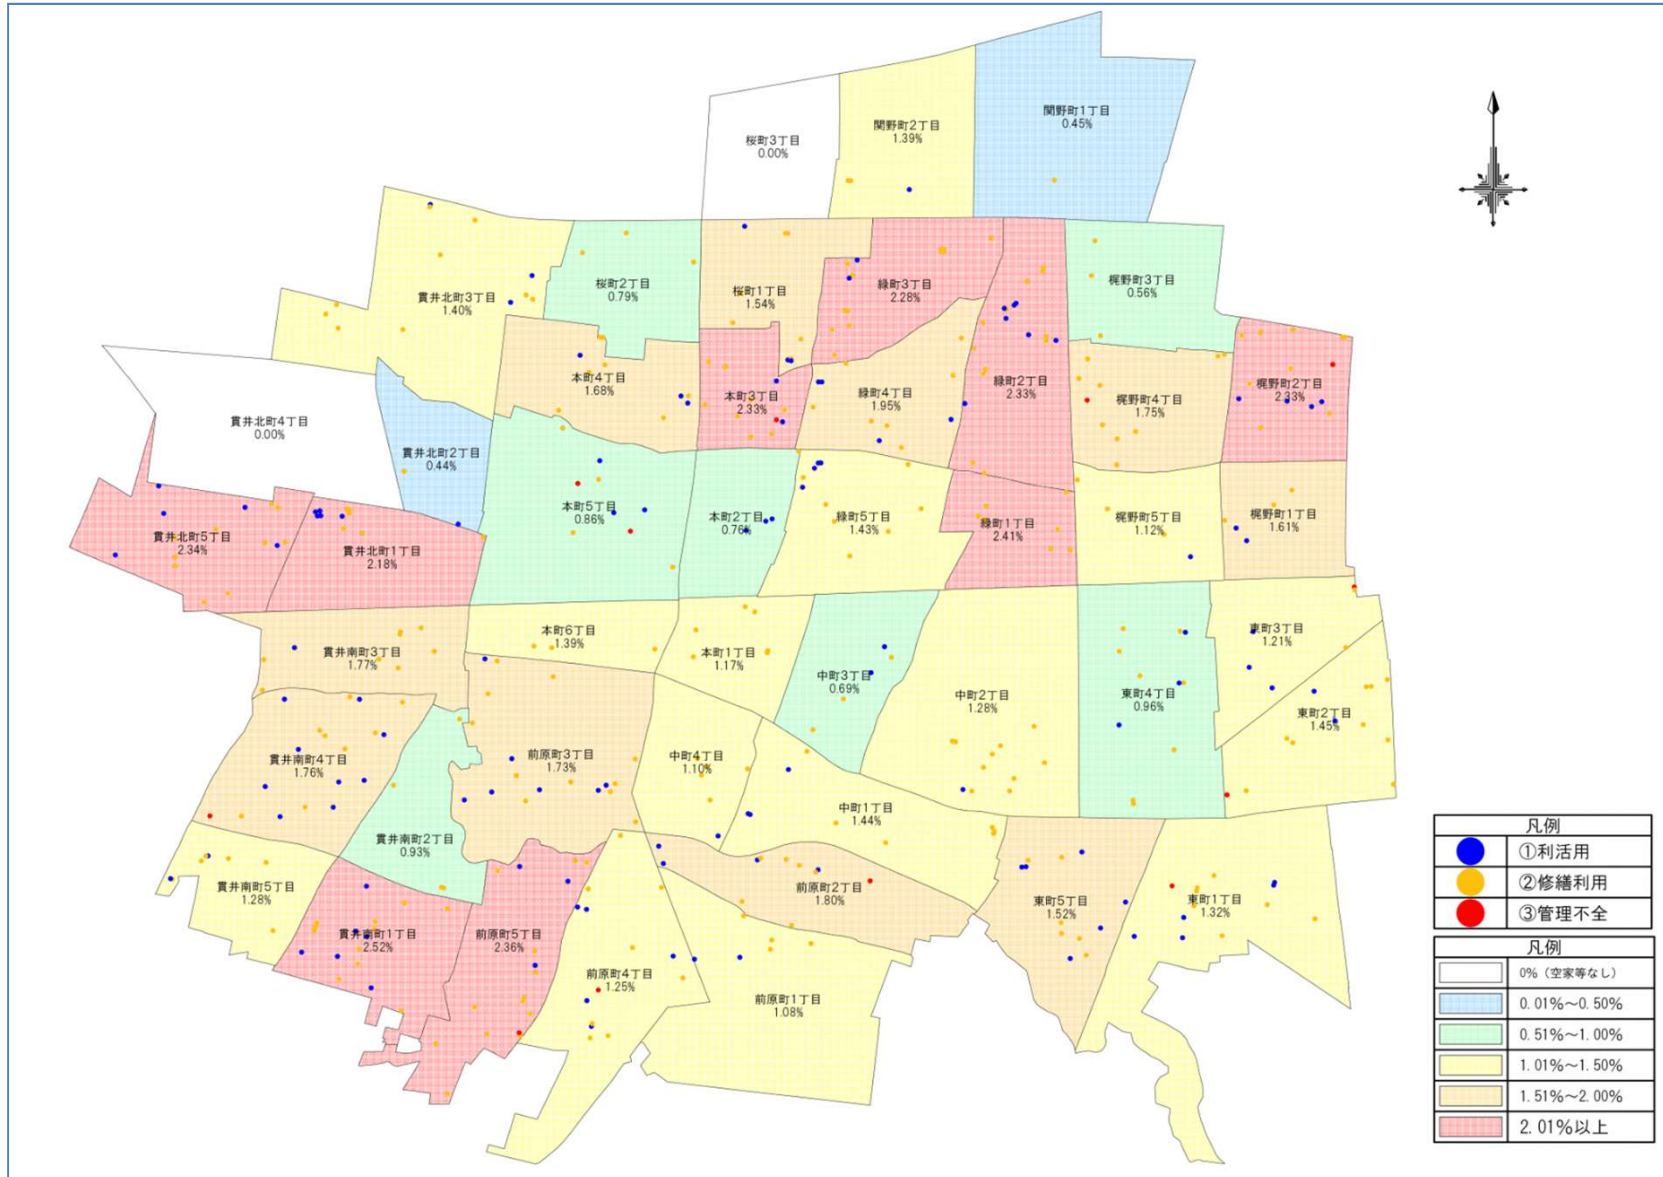 関野町1丁目
0.45%
関野町2丁目
1.39%
桜町3丁目
0.00%
桜町2丁目
0.79%
桜町1丁目
1.54%
緑町3丁目
2.28%
梶野町3丁目
0.56%
貫井北町3丁目
1.40%
本町4丁目
1.68%
本町3丁目
2.33%
緑町4丁目
1.95%
緑町2丁目
2.33%
梶野町4丁目
1.75%
梶野町2丁目
2.33%
貫井北町4丁目
0.00%
貫井北町2丁目
0.44%
貫井北町5丁目
2.34%
貫井北町1丁目
2.18%
本町5丁目
0.86%
本町2丁目
0.76%
緑町5丁目
1.43%
緑町1丁目
2.41%
梶野町5丁目
1.12%
梶野町1丁目
1.61%
貫井南町3丁目
1.77%
本町6丁目
1.39%
本町1丁目
1.17%
中町3丁目
0.69%
中町2丁目
1.28%
東町4丁目
0.96%
東町3丁目
1.21%
東町2丁目
1.45%
貫井南町4丁目
1.76%
前原町3丁目
1.73%
中町4丁目
1.10%
中町1丁目
1.44%
貫井南町2丁目
0.93%
貫井南町5丁目
1.28%
貫井南町1丁目
2.52%
前原町5丁目
2.36%
前原町2丁目
1.80%
東町5丁目
1.52%
東町1丁目
1.32%
前原町4丁目
1.25%
前原町1丁目
1.08%
凡例
①利活用
②修繕利用
③管理不全
凡例
0%（空家等なし）
0.01%～0.50%
0.51%～1.00%
1.01%～1.50%
1.51%～2.00%
2.01%以上